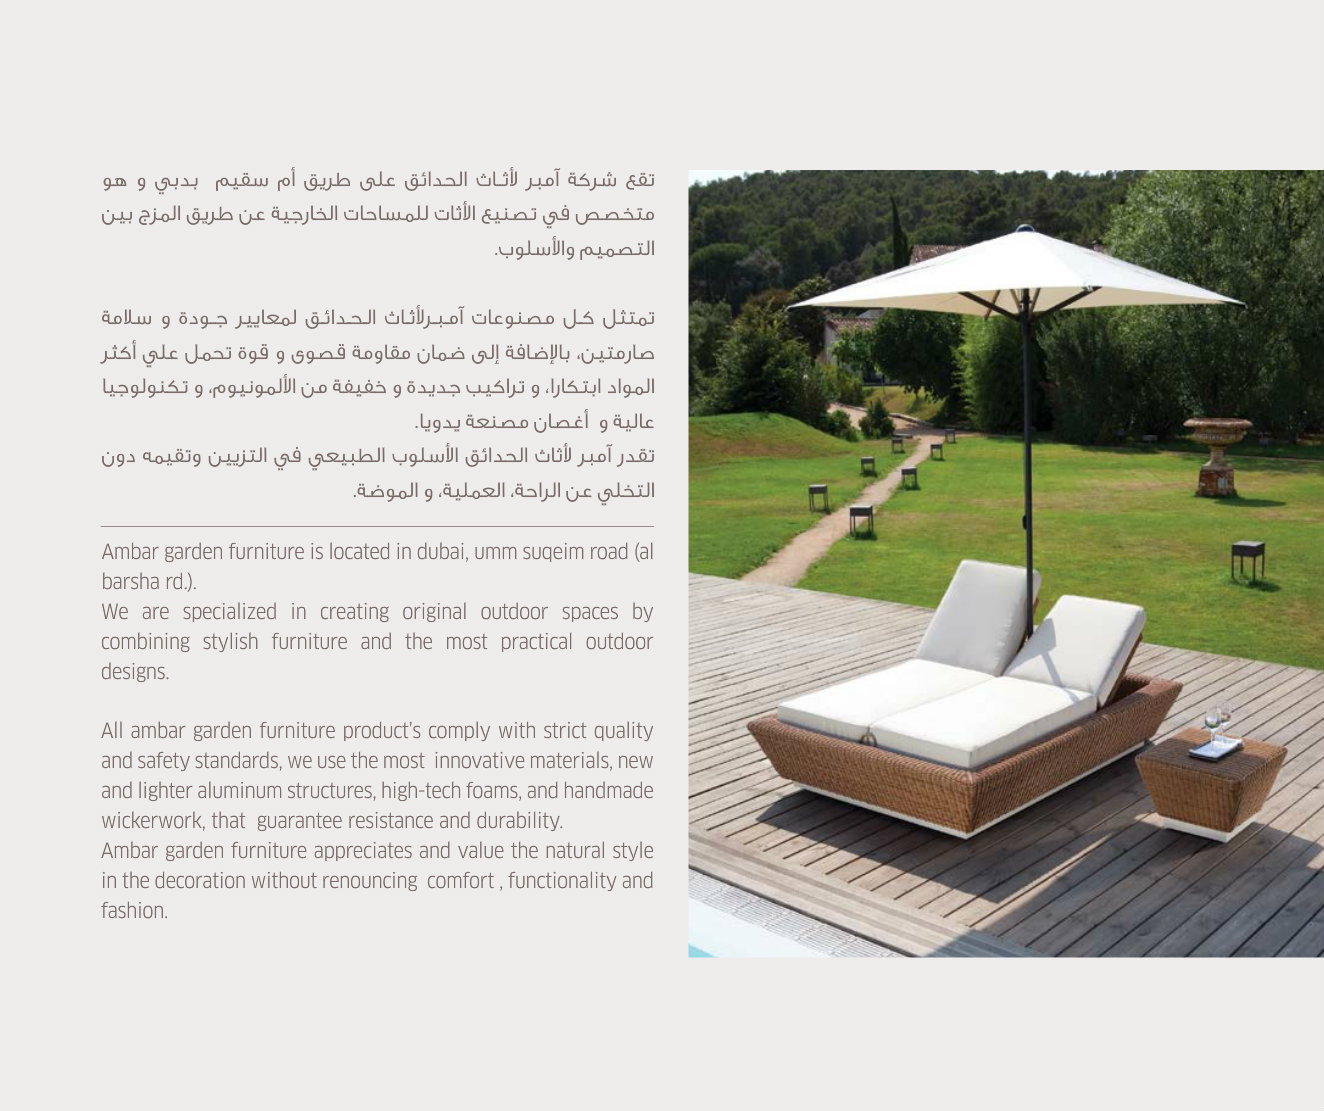 تقع شركة آمبر لأثاث الحدائق على طريق أم سقيم بدبي و هو
متخصص في تصنيع الأثاث للمساحات الخارجية عن طريق المزج بين
التصميم والأسلوب.
تمتثل كل مصنوعات آمبرلأثاث الحدائق لمعايير جودة و سلامة
صارمتين، بالإضافة إلى ضمان مقاومة قصوى و قوة تحمل علي أكثر
المواد ابتكارا، و تراكيب جديدة و خفيفة من الألمونيوم، و تكنولوجيا
عالية و أغصان مصنعة يدويا.
تقدر آمبر لأثاث الحدائق الأسلوب الطبيعي في التزيين وتقيمه دون
التخلي عن الراحة، العملية، و الموضة.
Ambar garden furniture is located in dubai, umm suqeim road (al
barsha rd.).
We are specialized in creating original outdoor spaces by
combining stylish furniture and the most practical outdoor
designs.
All ambar garden furniture product's comply with strict quality
and safety standards, we use the most innovative materials, new
and lighter aluminum structures, high-tech foams, and handmade
wickerwork, that guarantee resistance and durability.
Ambar garden furniture appreciates and value the natural style
in the decoration without renouncing comfort , functionality and
fashion.